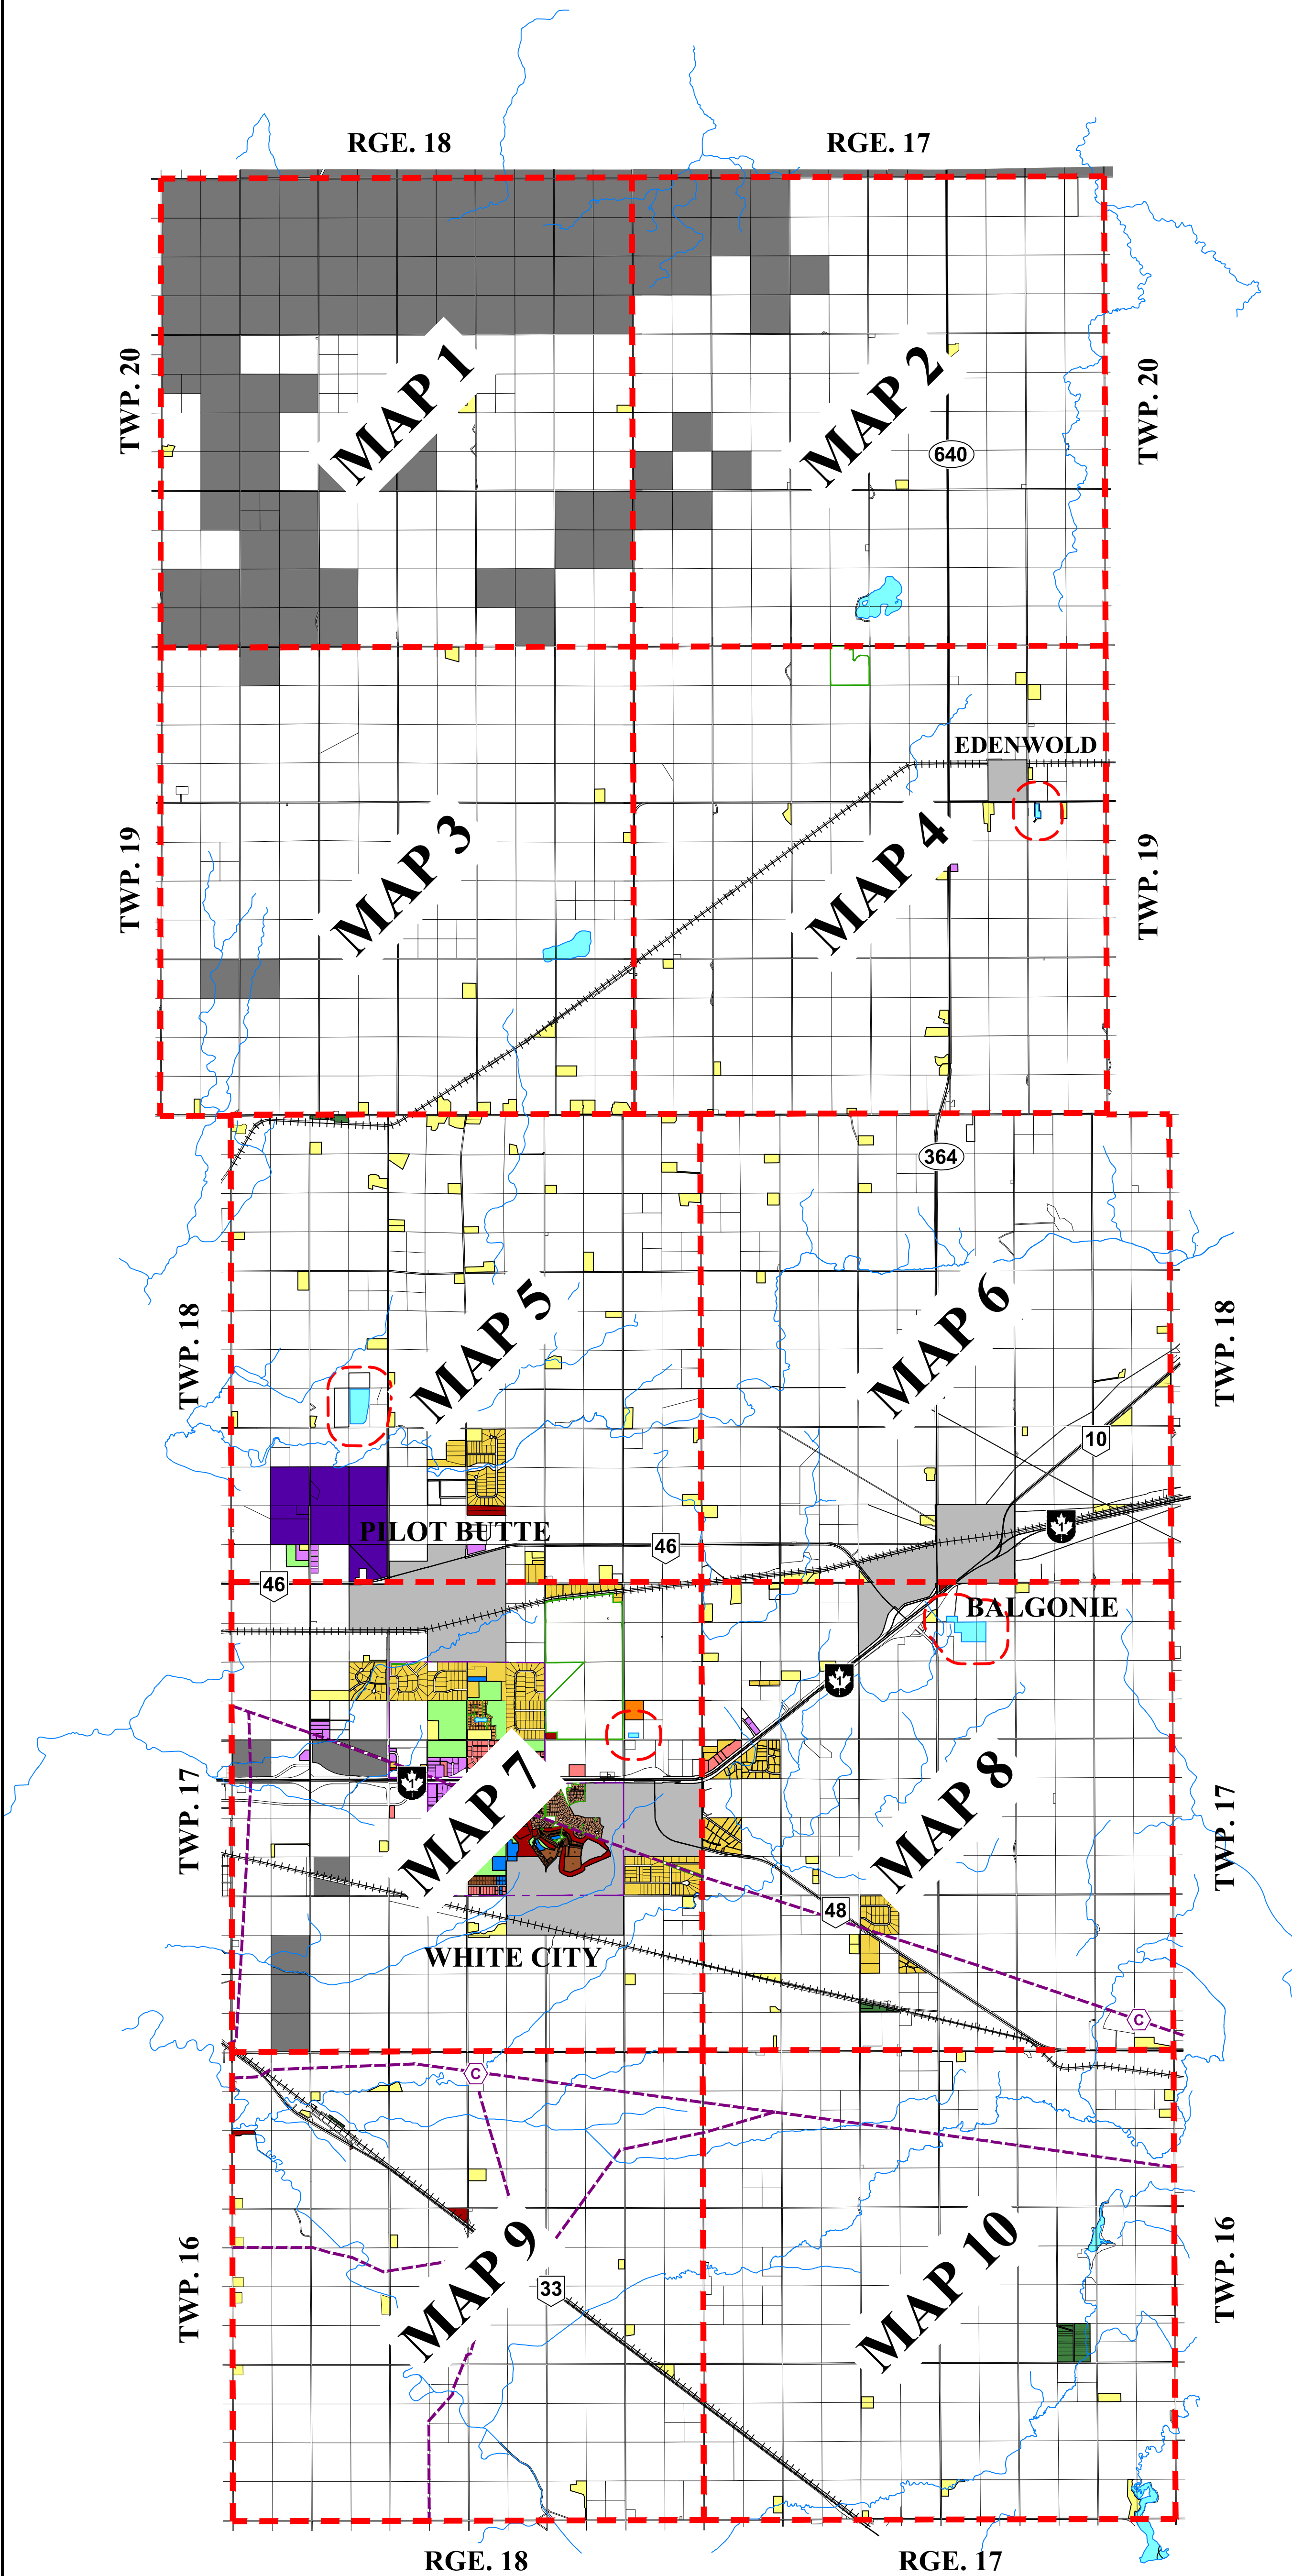 RGE. 18
RGE. 17
TWP. 20
MAP 1
MAP 2
TWP. 20
640
EDENWOLD
TWP. 19
MAP 3
MAP 4
TWP. 19
364
TWP. 18
MAP 5
MAP 6
TWP. 18
10
PILOT BUTTE
46
1
46
BALGONIE
1
TWP. 17
1
MAP 7
MAP 8
TWP. 17
48
WHITE CITY
C
C
TWP. 16
MAP 9
MAP 10
TWP. 16
33
RGE. 18
RGE. 17